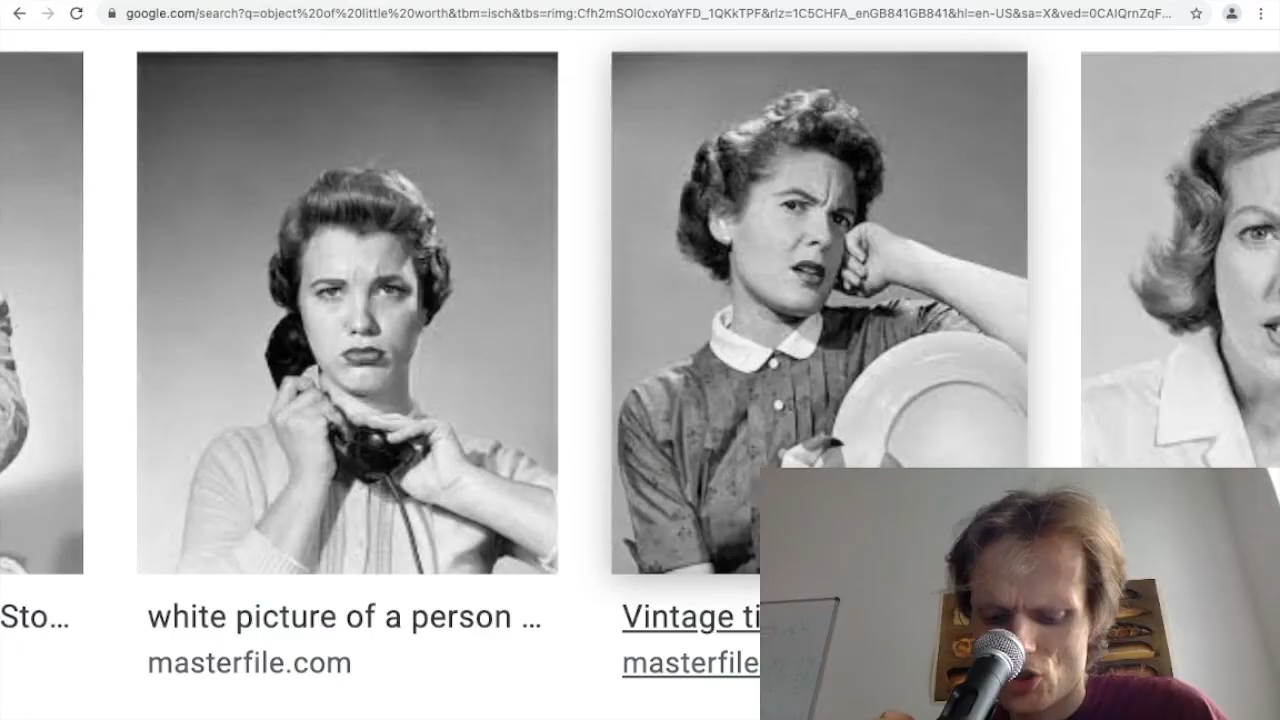 google.com/search?q=object%20of%20little%20worth&tbm=isch&tbs=rimg:Cfh2mSOl0cxoYaYFD_1QKkTPF&rlz=1C5CHFA_enGB841GB841&hl=en-US&sa=X&ved=0CAIQrnZqF...
Sto...
white picture of a person ...
masterfile.com
Vintage ti
masterfile